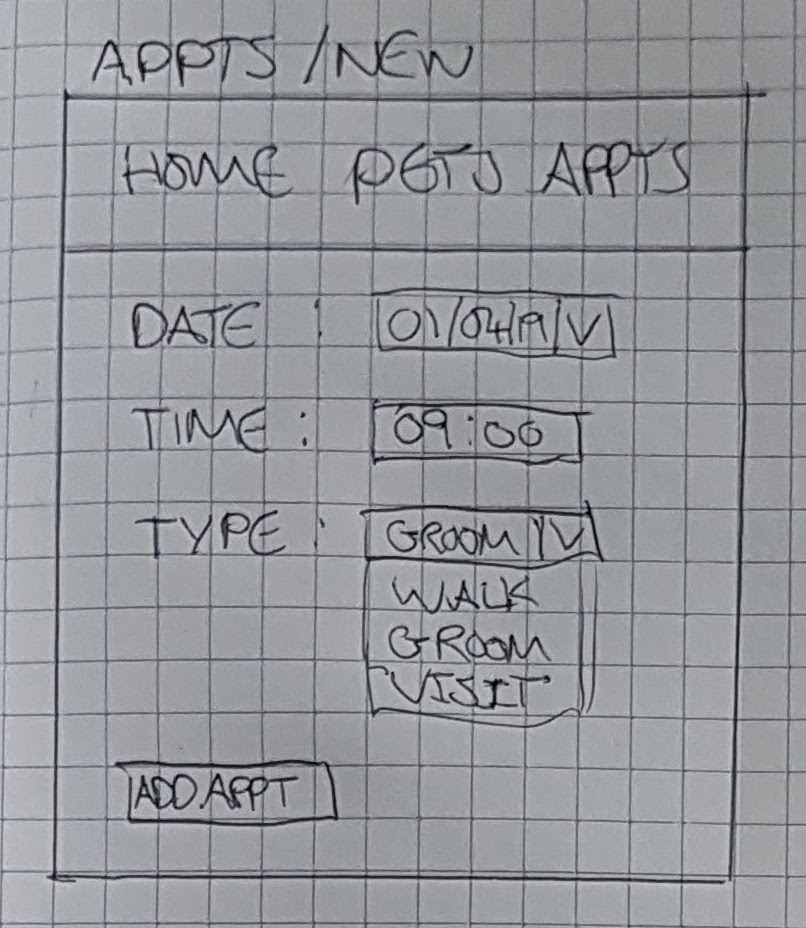 APPTS /NEW
HOME PETS APPTS
DATE : 01/04/19 V
TIME : 09:00
TYPE : GROOM V
WALK
GROOM
VISIT
ADD APPT